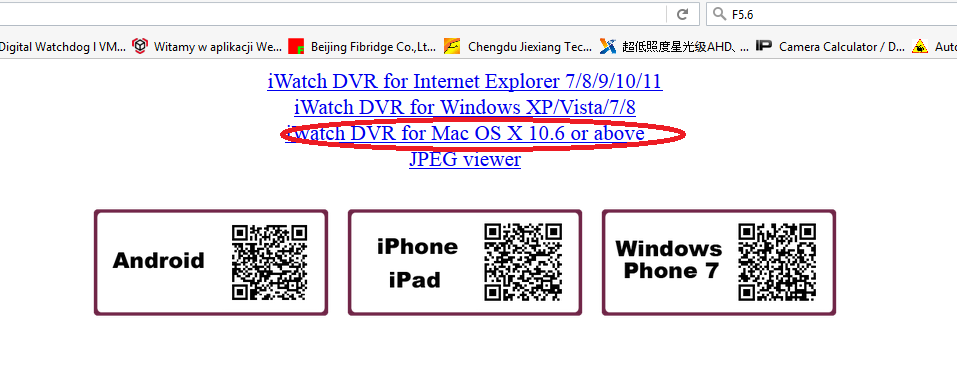 F5.6
Digital Watchdog I VM... Witamy w aplikacji We... Beijing Fibridge Co.,Lt... Chengdu Jiexiang Tec... 超低照度星光级AHD、... Camera Calculator / D... Auto
iWatch DVR for Internet Explorer 7/8/9/10/11
iWatch DVR for Windows XP/Vista/7/8
iWatch DVR for Mac OS X 10.6 or above
JPEG viewer
Android
iPhone
iPad
Windows
Phone 7